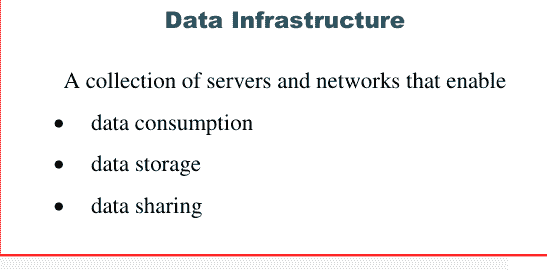 Data Infrastructure
A collection of servers and networks that enable
• data consumption
• data storage
• data sharing